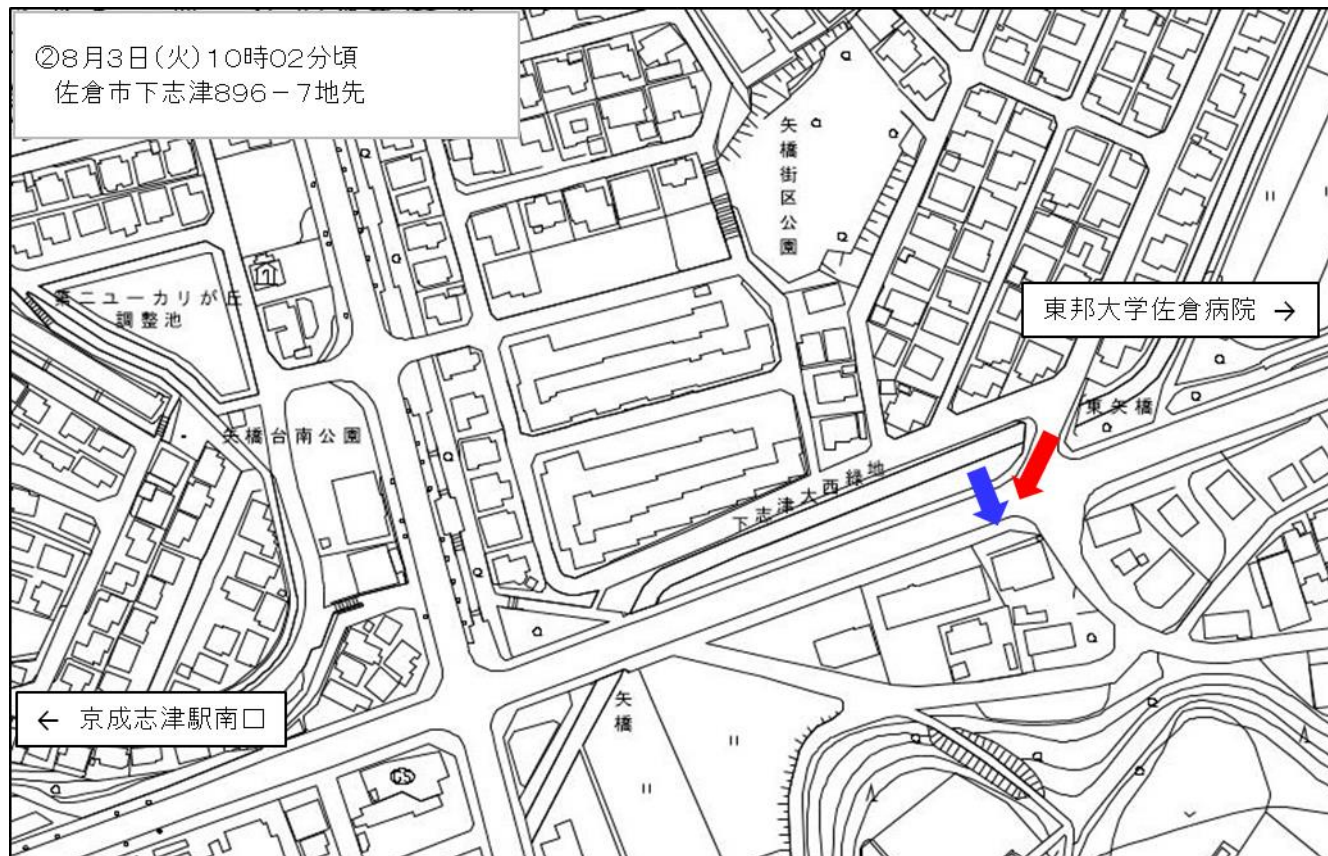 ②8月3日(火)10時02分頃
佐倉市下志津896－7地先
矢橋街区公園
第二ユーカリが丘
調整池
東邦大学佐倉病院 →
東矢橋
矢橋台南公園
下志津大西緑地
← 京成志津駅南口
矢橋
GS